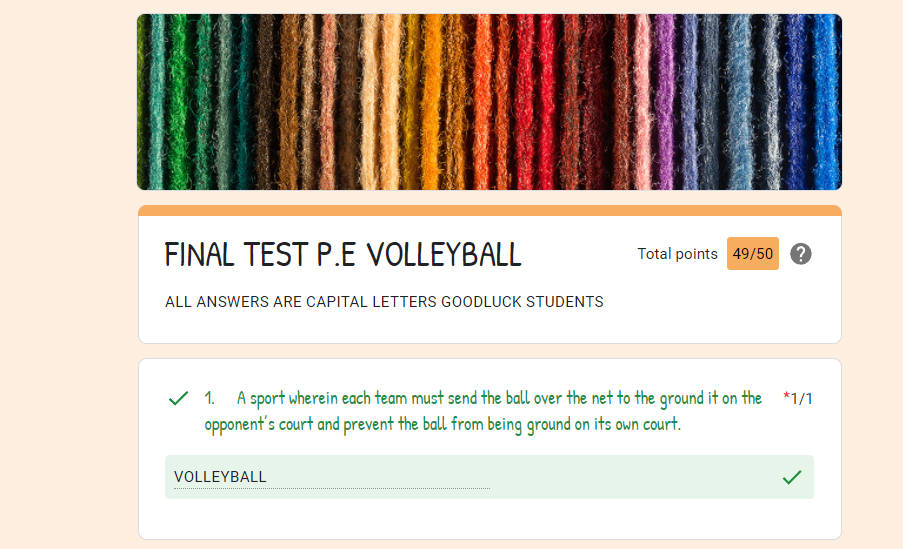 FINAL TEST P.E VOLLEYBALL
Total points 49/50
ALL ANSWERS ARE CAPITAL LETTERS GOODLUCK STUDENTS
1. A sport wherein each team must send the ball over the net to the ground it on the *1/1
opponent's court and prevent the ball from being ground on its own court.
VOLLEYBALL